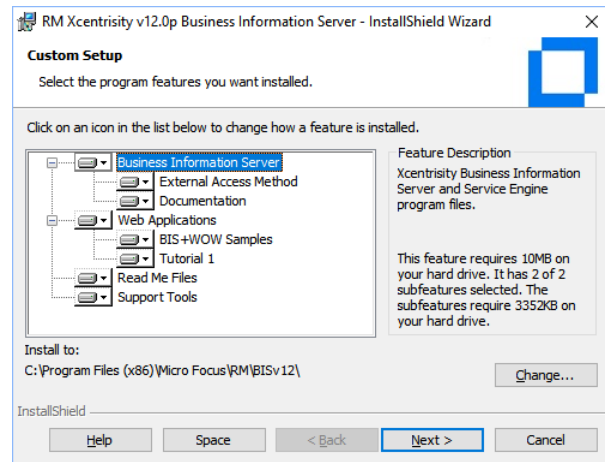 RM Xcentrisity v12.0p Business Information Server - InstallShield Wizard
Custom Setup
Select the program features you want installed.
Click on an icon in the list below to change how a feature is installed.
Business Information Server
External Access Method
Documentation
Web Applications
BIS+WOW Samples
Tutorial 1
Read Me Files
Support Tools
Feature Description
Xcentrisity Business Information
Server and Service Engine
program files.
This feature requires 10MB on
your hard drive. It has 2 of 2
subfeatures selected. The
subfeatures require 3352KB on
your hard drive.
Install to:
C:\Program Files (x86)\Micro Focus\RM\BISv12\
Change...
InstallShield
Help
Space
< Back
Next >
Cancel